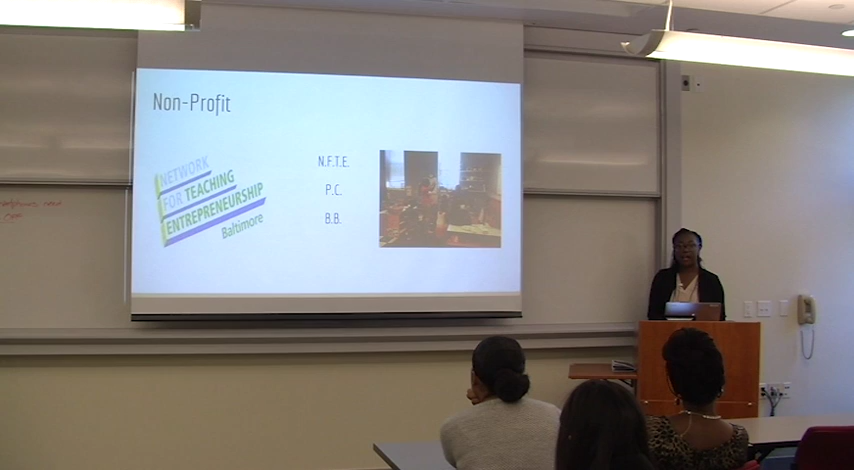 Non-Profit
NETWORK
FOR TEACHING
ENTREPRENEURSHIP
Baltimore
N.F.T.E.
P.C.
B.B.